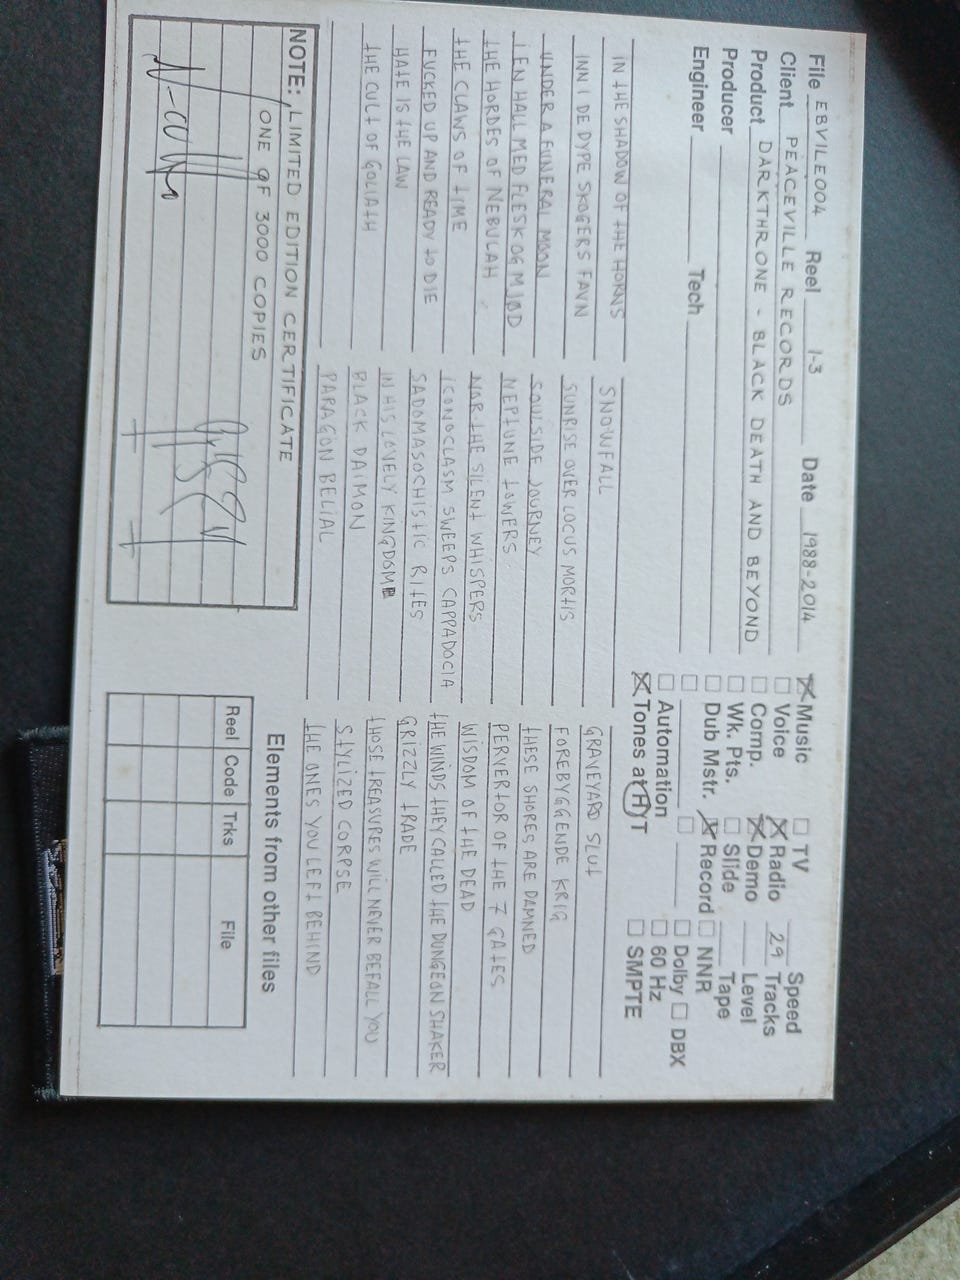 File EBVILE004 Reel 1-3 Date 1988-2014
Client PEACEVILLE RECORDS
Product DARKTHRONE - BLACK DEATH AND BEYOND
Producer
Engineer Tech
Music TV Speed
Voice Radio 29 Tracks
Comp. Demo Level
Wk. Pts. Slide Tape
Dub Mstr. Record NNR
Dolby DBX
Automation 60 Hz
Tones at HYT SMPTE
IN THE SHADOW OF THE HORNS
INN I DE DYPE SKOGERS FAVN
UNDER A FUNERAL MOON
I EN HALL MED FLESK OG MJØD
THE HORDES OF NEBULAH
THE CLAWS OF TIME
FUCKED UP AND READY TO DIE
HATE IS THE LAW
THE CULT OF GOLIATH
SNOWFALL
SUNRISE OVER LOCUS MORTIS
SOULSIDE JOURNEY
NEPTUNE TOWERS
NOR THE SILENT WHISPERS
ICONOCLASM SWEEPS CAPPADOCIA
SADOMASOCHISTIC RITES
IN HIS LOVELY KINGDOM
BLACK DAIMON
PARAGON BELIAL
GRAVEYARD SLUT
FOREBYGGENDE KRIG
THESE SHORES ARE DAMNED
PERVERTOR OF THE 7 GATES
WISDOM OF THE DEAD
THE WINDS THEY CALLED THE DUNGEON SHAKER
GRIZZLY TRADE
THOSE TREASURES WILL NEVER BEFALL YOU
STYLIZED CORPSE
THE ONES YOU LEFT BEHIND
NOTE: LIMITED EDITION CERTIFICATE
ONE OF 3000 COPIES
Elements from other files
Reel Code Trks File